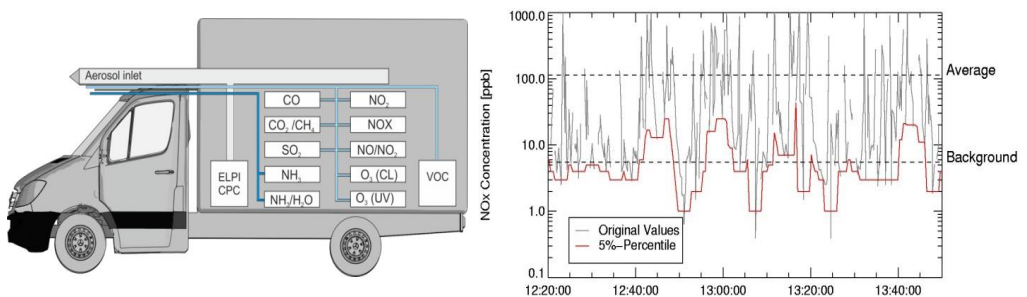 Aerosol inlet
CO
NO₂
CO₂ /CH₄
NOX
SO₂
NO/NO₂
ELPI
CPC
NH₃
O₃ (CL)
VOC
NH₃/H₂O
O₃ (UV)
NOx Concentration [ppb]
1000.0
100.0
10.0
1.0
0.1
Average
Background
Original Values
5%-Percentile
12:20:00
12:40:00
13:00:00
13:20:00
13:40:00